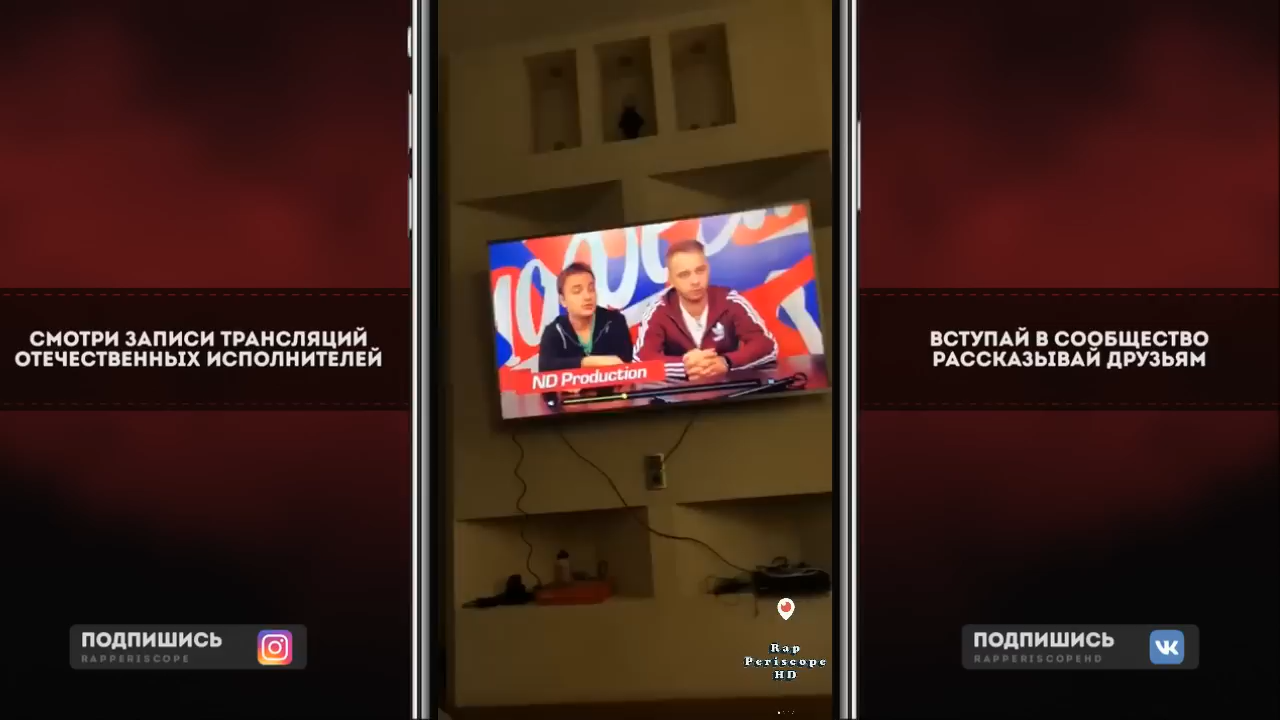 СМОТРИ ЗАПИСИ ТРАНСЛЯЦИЙ
ОТЕЧЕСТВЕННЫХ ИСПОЛНИТЕЛЕЙ
ПОДПИШИСЬ
RAPPERISCOPE
ND Production
Rap
Periscope
HD
ВСТУПАЙ В СООБЩЕСТВО
РАССКАЗЫВАЙ ДРУЗЬЯМ
ПОДПИШИСЬ
RAPPERISCOPEHD